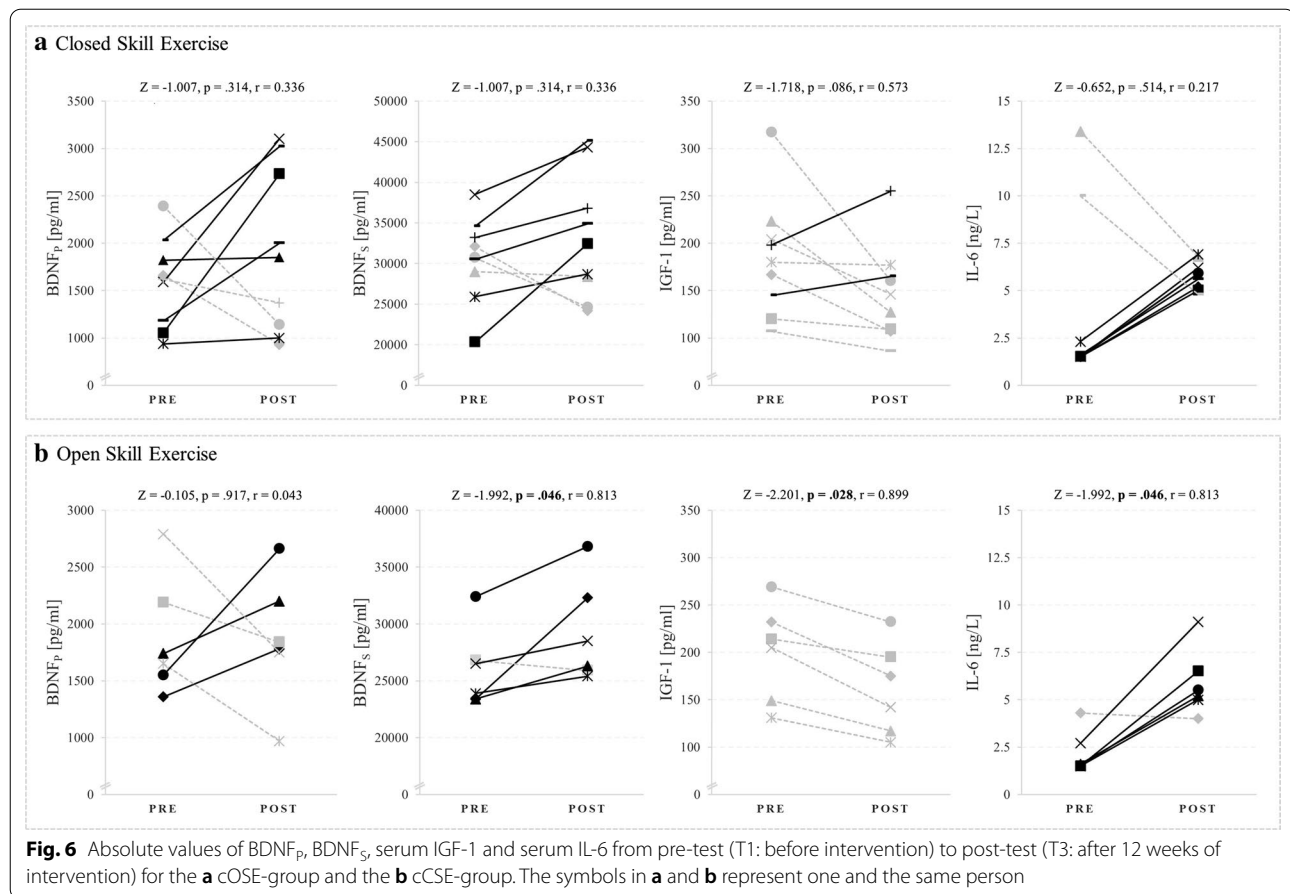 a Closed Skill Exercise
Z = -1.007, p = .314, r = 0.336
BDNFP [pg/ml]
3500
3000
2500
2000
1500
1000
0
PRE POST
Z = -1.007, p = .314, r = 0.336
BDNFS [pg/ml]
50000
45000
40000
35000
30000
25000
20000
0
PRE POST
Z = -1.718, p = .086, r = 0.573
IGF-1 [pg/ml]
350
300
250
200
150
100
0
PRE POST
Z = -0.652, p = .514, r = 0.217
IL-6 [ng/L]
15
12.5
10
7.5
5
2.5
0
PRE POST
b Open Skill Exercise
Z = -0.105, p = .917, r = 0.043
BDNFP [pg/ml]
3000
2500
2000
1500
1000
0
PRE POST
Z = -1.992, p = .046, r = 0.813
BDNFS [pg/ml]
40000
35000
30000
25000
20000
0
PRE POST
Z = -2.201, p = .028, r = 0.899
IGF-1 [pg/ml]
350
300
250
200
150
100
0
PRE POST
Z = -1.992, p = .046, r = 0.813
IL-6 [ng/L]
15
12.5
10
7.5
5
2.5
0
PRE POST
Fig. 6 Absolute values of BDNFP, BDNFS, serum IGF-1 and serum IL-6 from pre-test (T1: before intervention) to post-test (T3: after 12 weeks of
intervention) for the a cOSE-group and the b cCSE-group. The symbols in a and b represent one and the same person